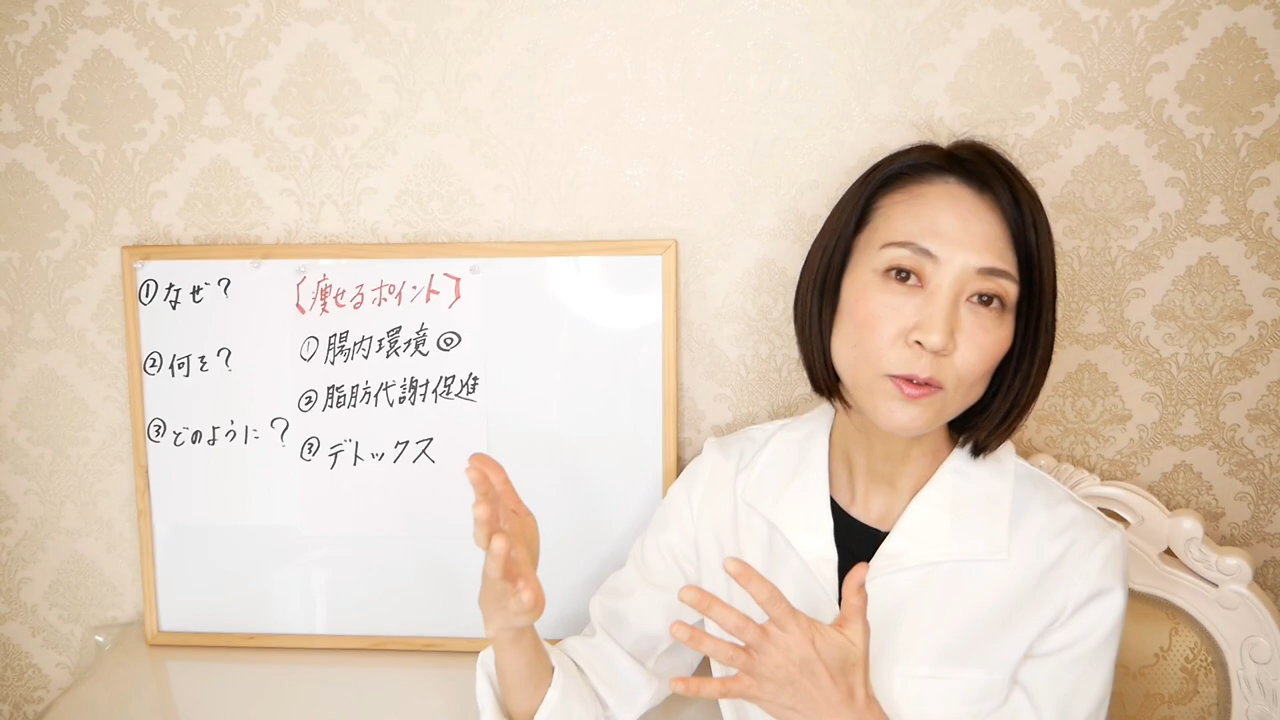 ①なぜ?
②何を?
③どのように?
【痩せるポイント】
①腸内環境◎
②脂肪代謝促進
③デトックス